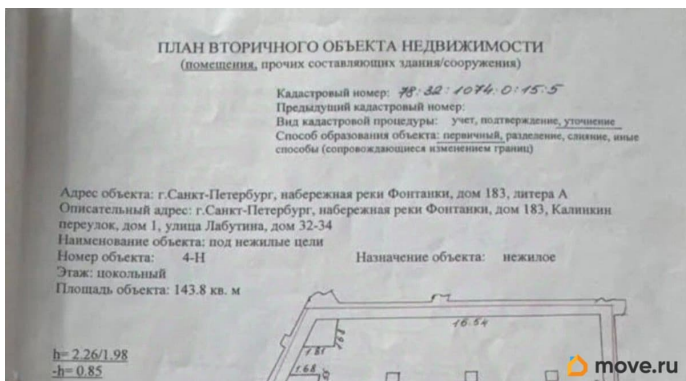 ПЛАН ВТОРИЧНОГО ОБЪЕКТА НЕДВИЖИМОСТИ
(помещения, прочих составляющих здания/сооружения)
Кадастровый номер: 78:32:1074:0:15:5
Предыдущий кадастровый номер:
Вид кадастровой процедуры: учет, подтверждение, уточнение
Способ образования объекта: первичный, разделение, слияние, иные
способы (сопровождающиеся изменением границ)
Адрес объекта: г.Санкт-Петербург, набережная реки Фонтанки, дом 183, литера А
Описательный адрес: г.Санкт-Петербург, набережная реки Фонтанки, дом 183, Калинкин
переулок, дом 1, улица Лабутина, дом 32-34
Наименование объекта: под нежилые цели
Номер объекта: 4-Н Назначение объекта: нежилое
Этаж: цокольный
Площадь объекта: 143.8 кв. м
16.54
1.81
1.68
h= 2.26/1.98
-h= 0.85
move.ru